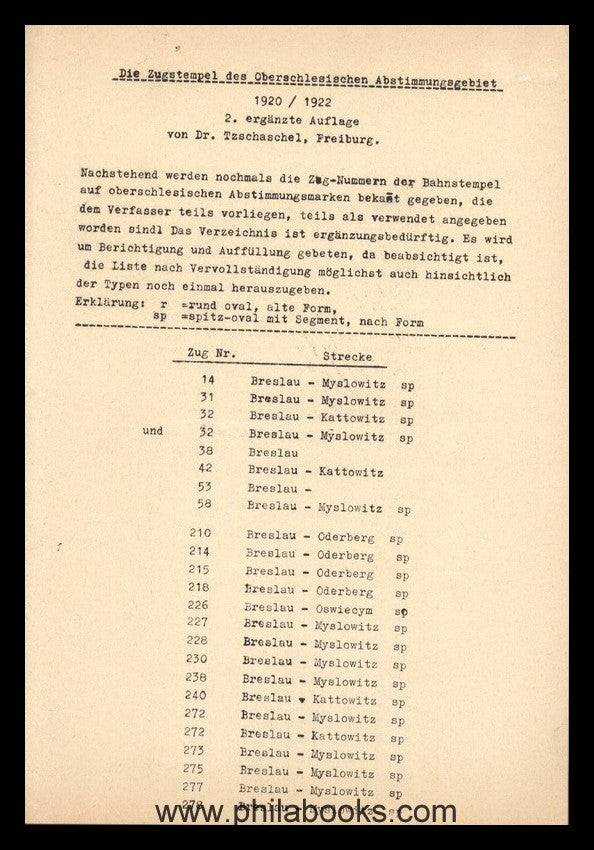 Die Zugstempel des Oberschlesischen Abstimmungsgebiet
1920 / 1922
2. ergänzte Auflage
von Dr. Tzschaschel, Freiburg.
Nachstehend werden nochmals die Zug-Nummern der Bahnstempel
auf oberschlesischen Abstimmungsmarken bekannt gegeben, die
dem Verfasser teils vorliegen, teils als verwendet angegeben
worden sindl Das Verzeichnis ist ergänzungsbedürftig. Es wird
um Berichtigung und Auffüllung gebeten, da beabsichtigt ist,
die Liste nach Vervollständigung möglichst auch hinsichtlich
der Typen noch einmal herauszugeben.
Erklärung: r =rund oval, alte Form,
sp =spitz-oval mit Segment, nach Form
Zug Nr. Strecke
14 Breslau - Myslowitz sp
31 Breslau - Myslowitz sp
32 Breslau - Kattowitz sp
und 32 Breslau - Myslowitz sp
38 Breslau
42 Breslau - Kattowitz
53 Breslau -
58 Breslau - Myslowitz sp
210 Breslau - Oderberg sp
214 Breslau - Oderberg sp
215 Breslau - Oderberg sp
218 Breslau - Oderberg sp
226 Breslau - Oswiecym sp
227 Breslau - Myslowitz sp
228 Breslau - Myslowitz sp
230 Breslau - Myslowitz sp
238 Breslau - Myslowitz sp
240 Breslau - Kattowitz sp
272 Breslau - Myslowitz sp
272 Breslau - Kattowitz sp
273 Breslau - Myslowitz sp
275 Breslau - Myslowitz sp
277 Breslau - Myslowitz sp
278 Breslau - Myslowitz sp
www.philabooks.com